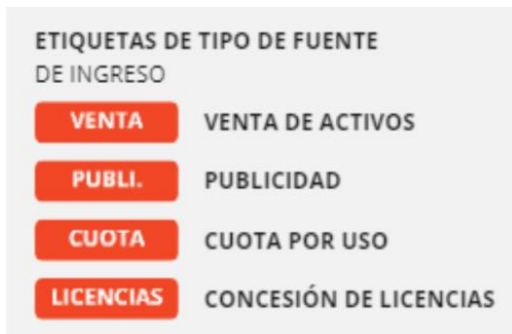 ETIQUETAS DE TIPO DE FUENTE
DE INGRESO
VENTA VENTA DE ACTIVOS
PUBLI. PUBLICIDAD
CUOTA CUOTA POR USO
LICENCIAS CONCESIÓN DE LICENCIAS